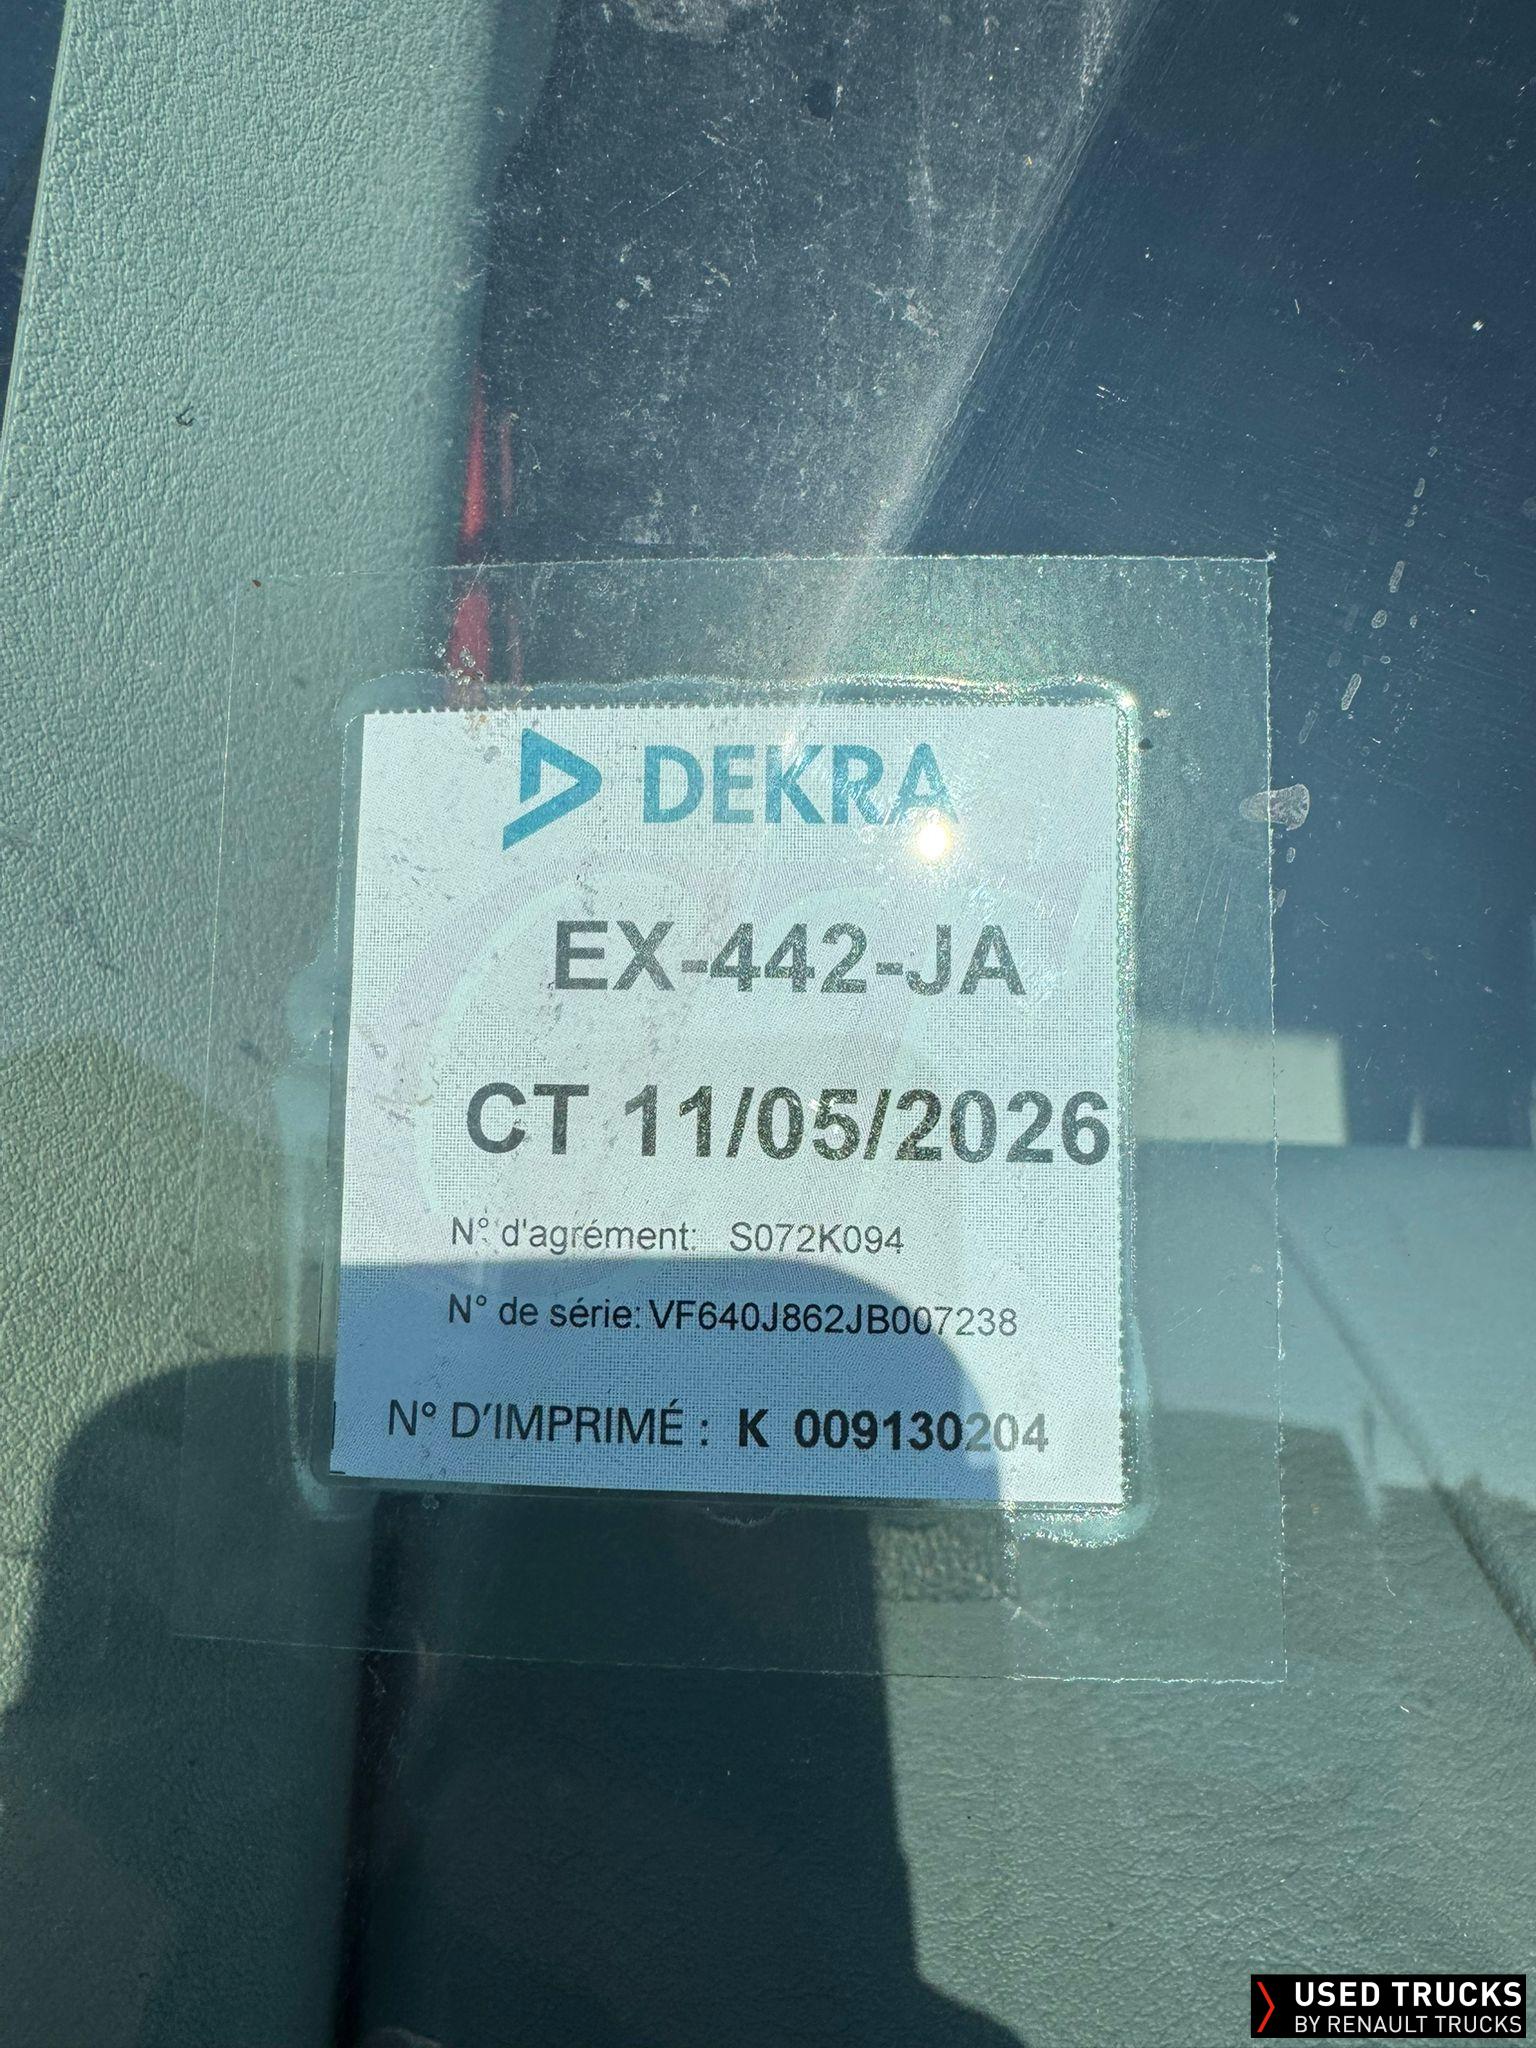 DEKRA
EX-442-JA
CT 11/05/2026
N° d'agrément: S072K094
N° de série: VF640J862JB007238
N° D'IMPRIMÉ : K 009130204
USED TRUCKS
BY RENAULT TRUCKS